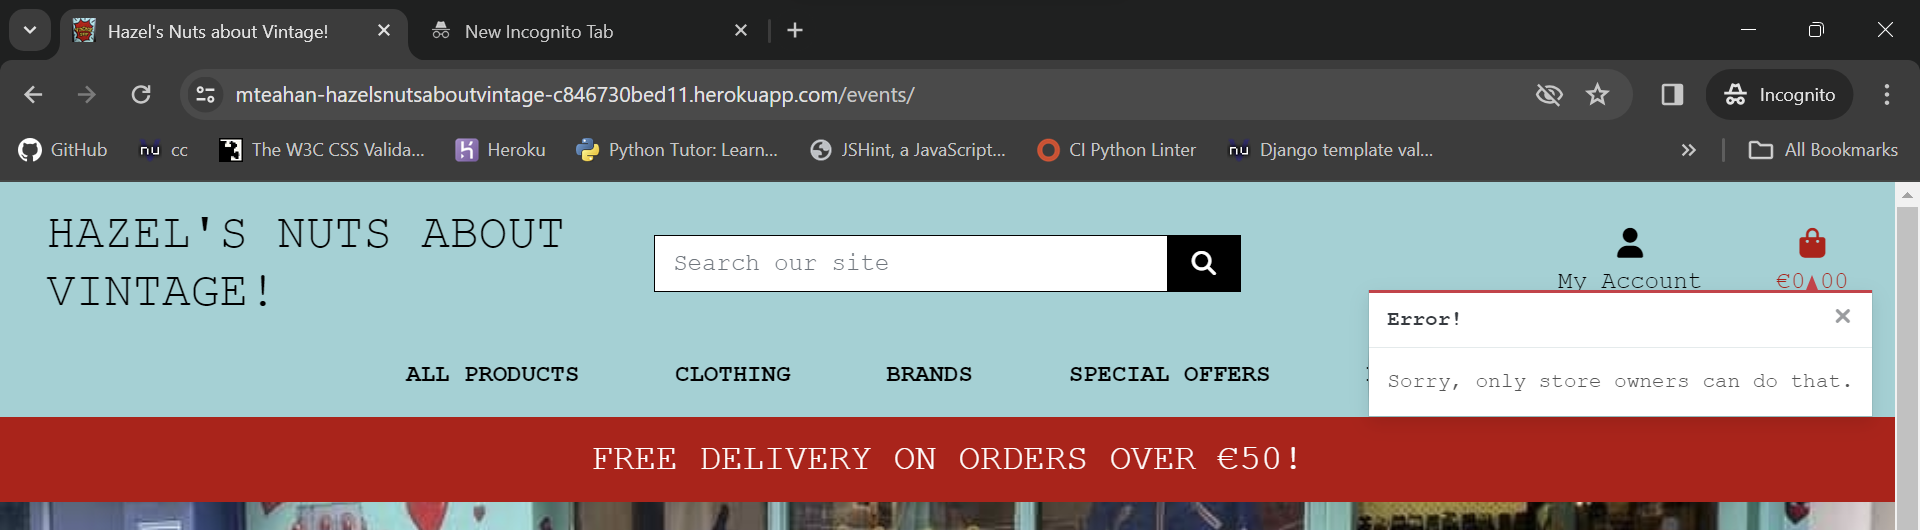 Hazel's Nuts about Vintage!
New Incognito Tab
mteahan-hazelsnutsaboutvintage-c846730bed11.herokuapp.com/events/
Incognito
GitHub
nu cc
The W3C CSS Valida...
Heroku
Python Tutor: Learn...
JSHint, a JavaScript...
CI Python Linter
nu Django template val...
All Bookmarks
HAZEL'S NUTS ABOUT
VINTAGE!
Search our site
My Account
€0.00
Error!
Sorry, only store owners can do that.
ALL PRODUCTS
CLOTHING
BRANDS
SPECIAL OFFERS
FREE DELIVERY ON ORDERS OVER €50!